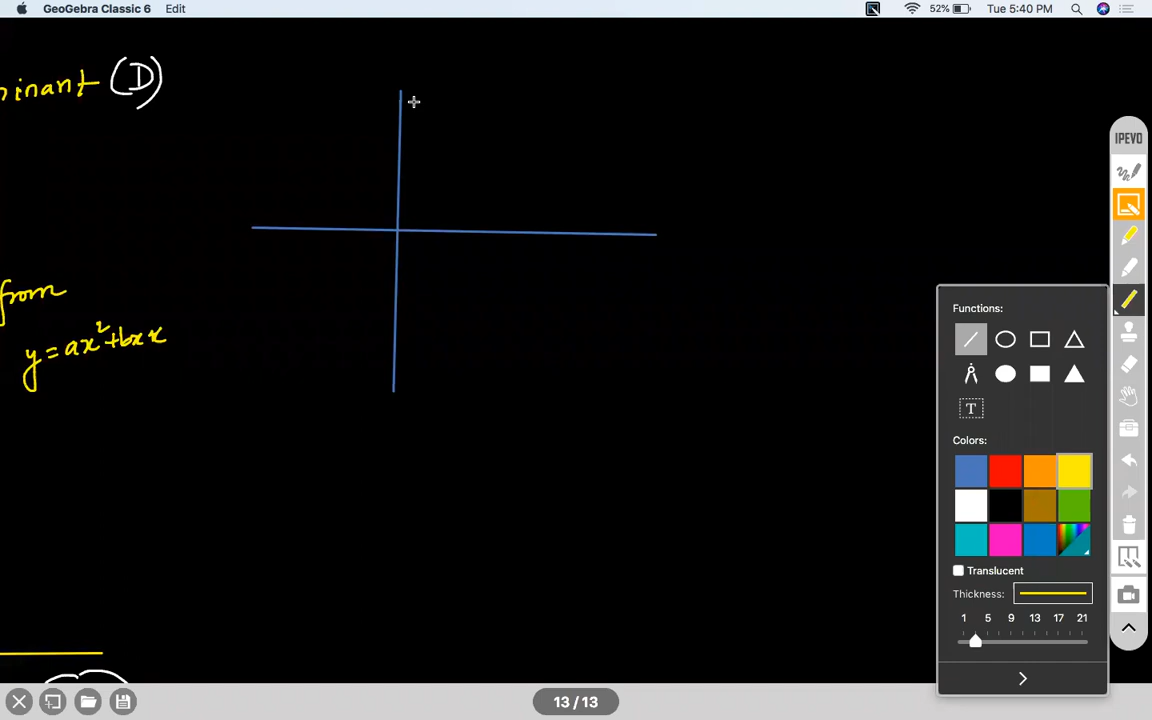 GeoGebra Classic 6 Edit 52% Tue 5:40 PM
minant (D)
IPEVO
from
y = ax²+bx x
Functions:
T
Colors:
Translucent
Thickness:
1 5 9 13 17 21
13 / 13